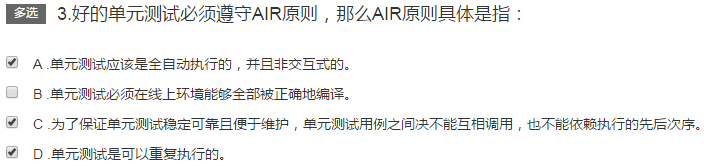 多选 3.好的单元测试必须遵守AIR原则，那么AIR原则具体是指：
A .单元测试应该是全自动执行的，并且非交互式的。
B .单元测试必须在线上环境能够全部被正确地编译。
C .为了保证单元测试稳定可靠且便于维护，单元测试用例之间决不能互相调用，也不能依赖执行的先后次序。
D .单元测试是可以重复执行的。